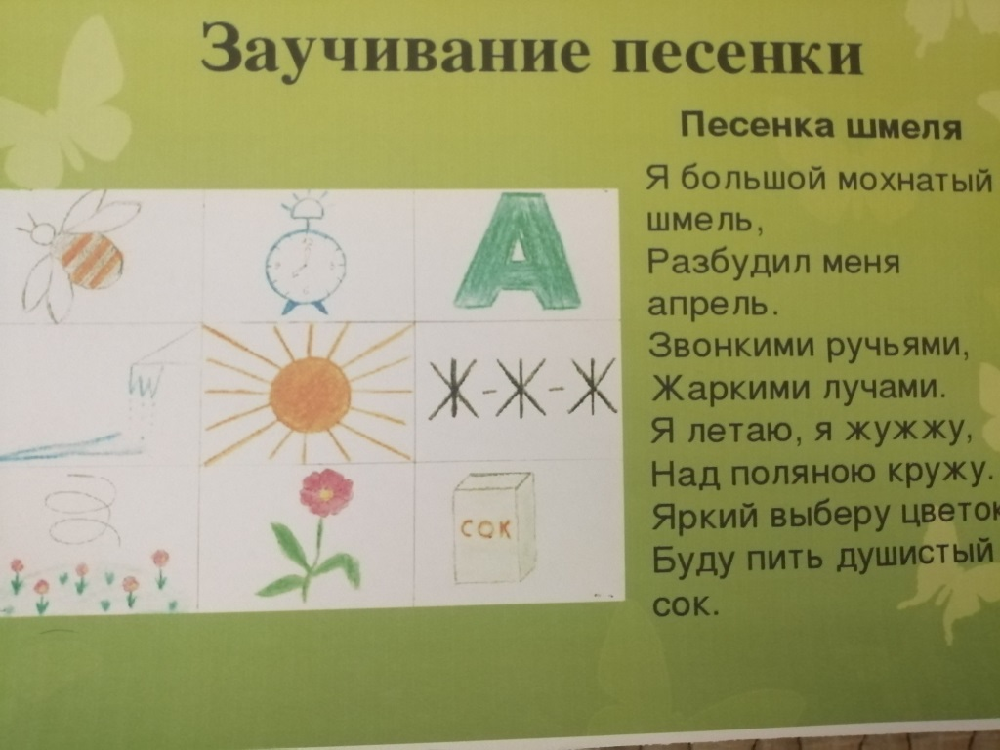 Заучивание песенки
Песенка шмеля
Я большой мохнатый
шмель,
Разбудил меня
апрель.
Звонкими ручьями,
Жаркими лучами.
Я летаю, я жужжу,
Над поляною кружу.
Яркий выберу цветок
Буду пить душистый
сок.
А
Ж-Ж-Ж
СОК